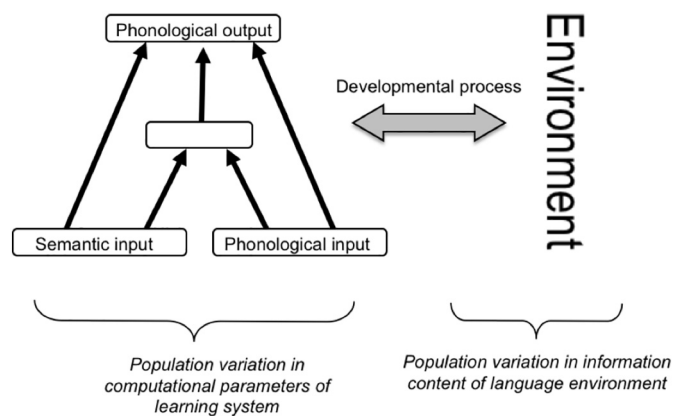 Phonological output
Developmental process
Environment
Semantic input
Phonological input
Population variation in
computational parameters of
learning system
Population variation in information
content of language environment